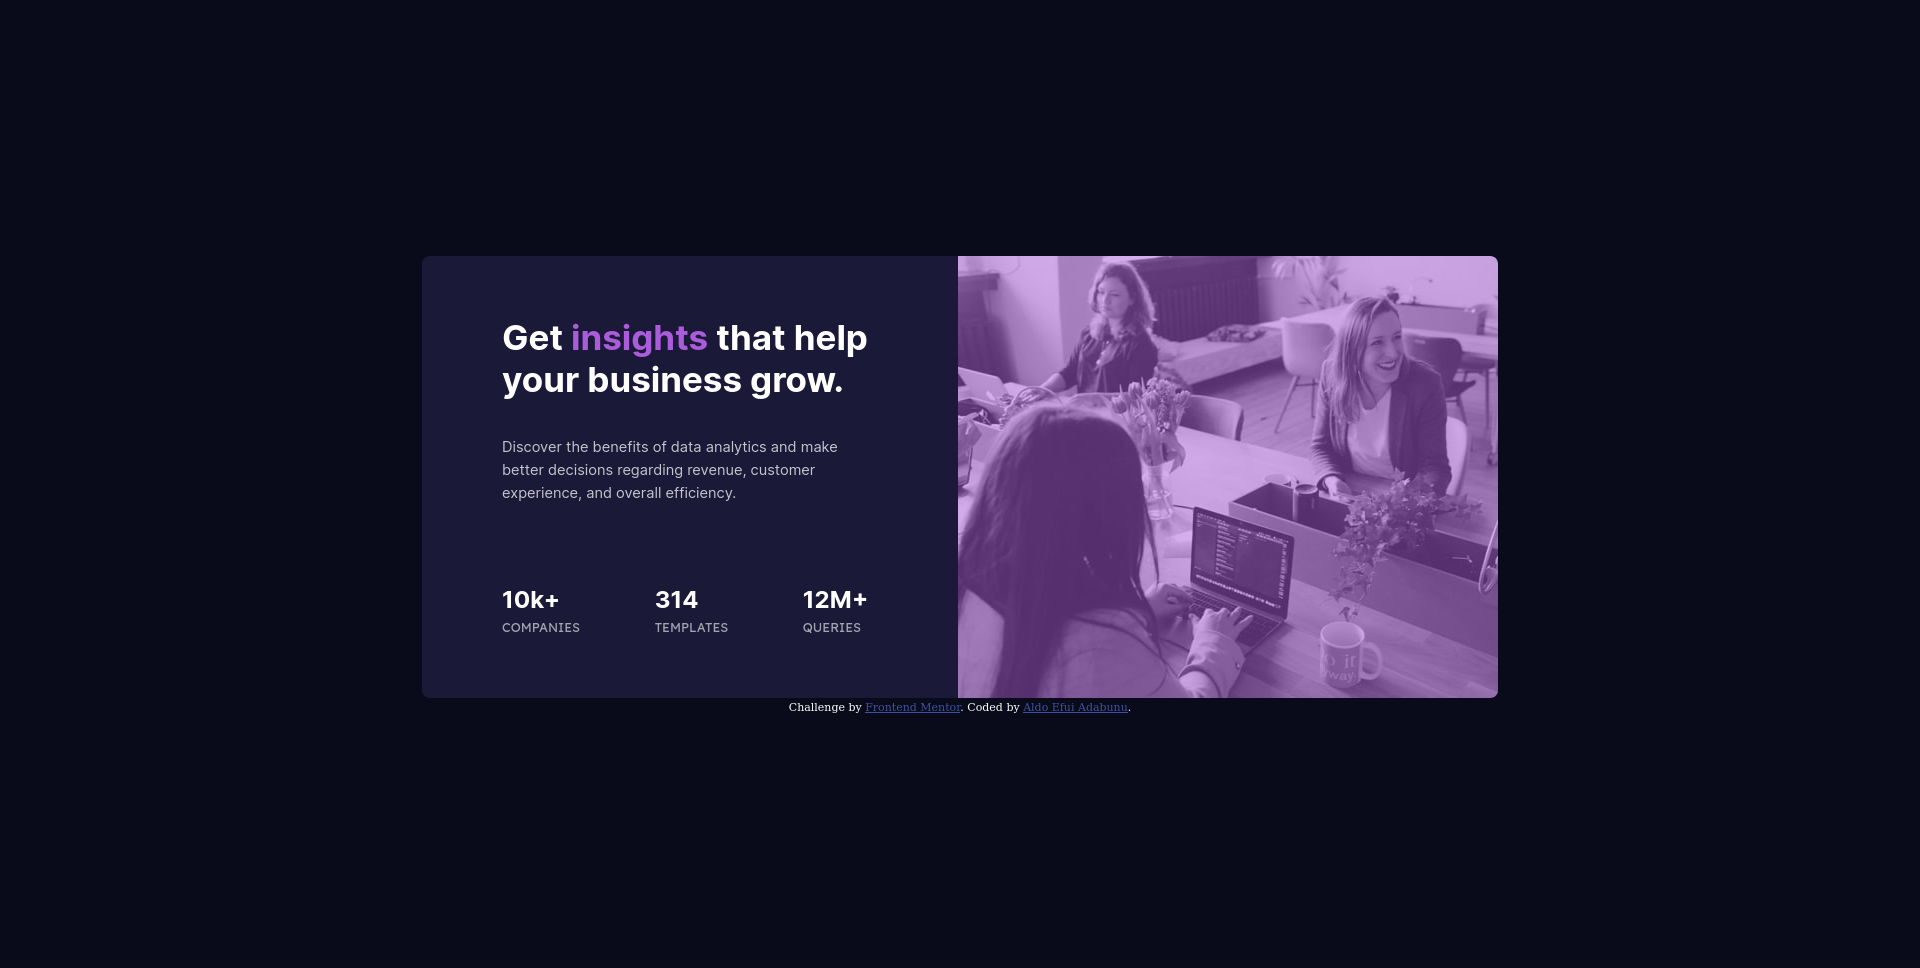 Get insights that help
your business grow.
Discover the benefits of data analytics and make
better decisions regarding revenue, customer
experience, and overall efficiency.
10k+
COMPANIES
314
TEMPLATES
12M+
QUERIES
Challenge by Frontend Mentor. Coded by Aldo Efui Adabunu.